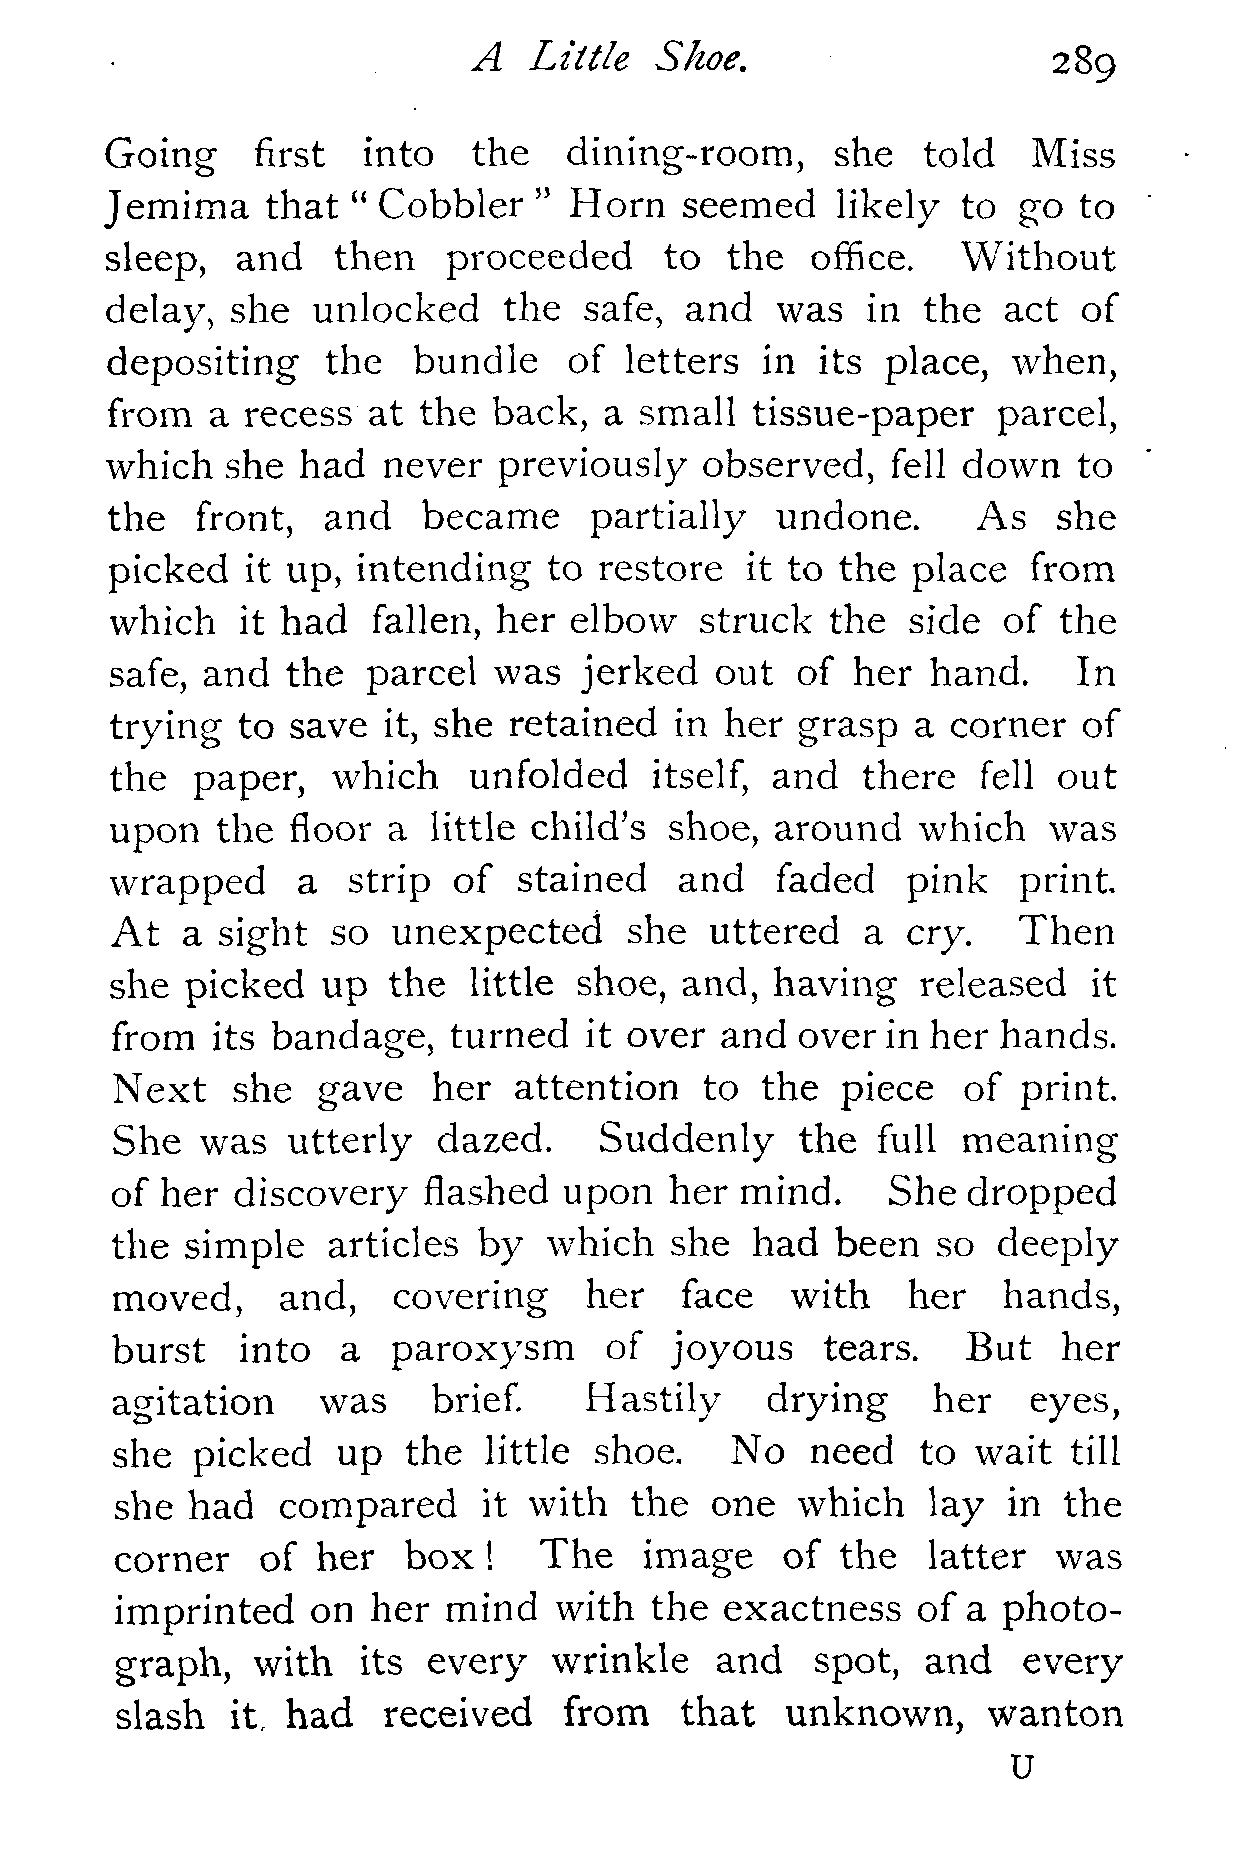 A Little Shoe. 289
Going first into the dining-room, she told Miss
Jemima that “ Cobbler ” Horn seemed likely to go to
sleep, and then proceeded to the office. Without
delay, she unlocked the safe, and was in the act of
depositing the bundle of letters in its place, when,
from a recess at the back, a small tissue-paper parcel,
which she had never previously observed, fell down to
the front, and became partially undone. As she
picked it up, intending to restore it to the place from
which it had fallen, her elbow struck the side of the
safe, and the parcel was jerked out of her hand. In
trying to save it, she retained in her grasp a corner of
the paper, which unfolded itself, and there fell out
upon the floor a little child’s shoe, around which was
wrapped a strip of stained and faded pink print.
At a sight so unexpected she uttered a cry. Then
she picked up the little shoe, and, having released it
from its bandage, turned it over and over in her hands.
Next she gave her attention to the piece of print.
She was utterly dazed. Suddenly the full meaning
of her discovery flashed upon her mind. She dropped
the simple articles by which she had been so deeply
moved, and, covering her face with her hands,
burst into a paroxysm of joyous tears. But her
agitation was brief. Hastily drying her eyes,
she picked up the little shoe. No need to wait till
she had compared it with the one which lay in the
corner of her box ! The image of the latter was
imprinted on her mind with the exactness of a photo-
graph, with its every wrinkle and spot, and every
slash it had received from that unknown, wanton
U